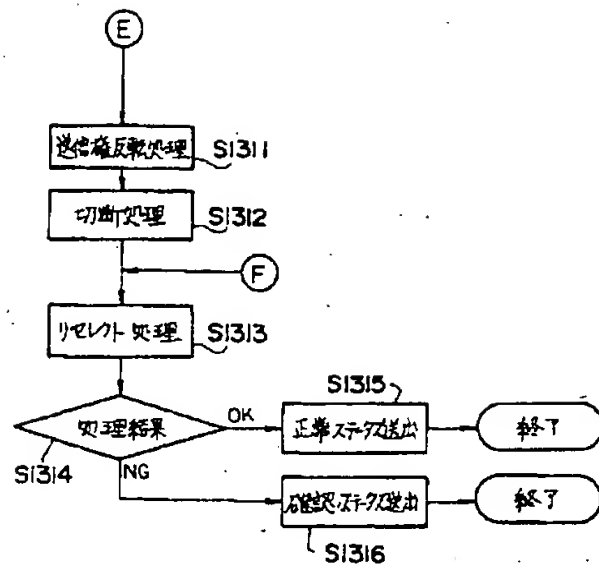 E
送信権反転処理
S1311
切断処理
S1312
F
リセレクト処理
S1313
処理結果
S1314
OK
NG
S1315
正常ステータス送出
終了
確認ステータス送出
S1316
終了